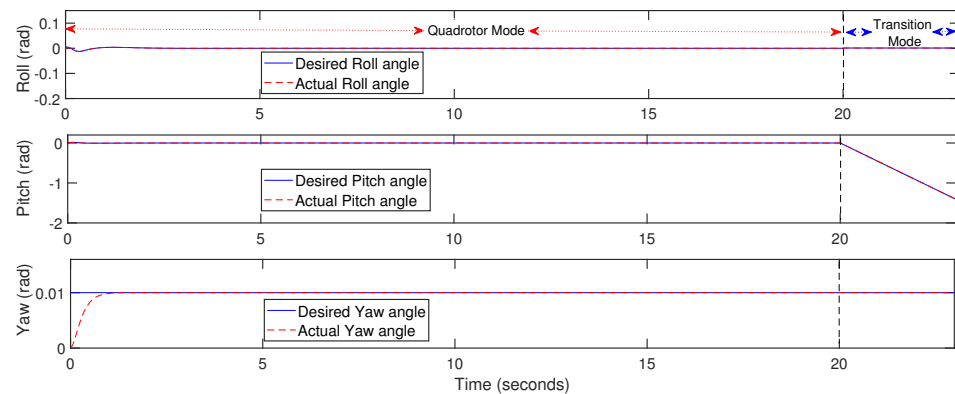 0.1
0
-0.1
-0.2
Roll (rad)
Quadrotor Mode
Transition
Mode
Desired Roll angle
Actual Roll angle
0 5 10 15 20
0
-1
-2
Pitch (rad)
Desired Pitch angle
Actual Pitch angle
0 5 10 15 20
0.01
0
Yaw (rad)
Desired Yaw angle
Actual Yaw angle
0 5 10 15 20
Time (seconds)